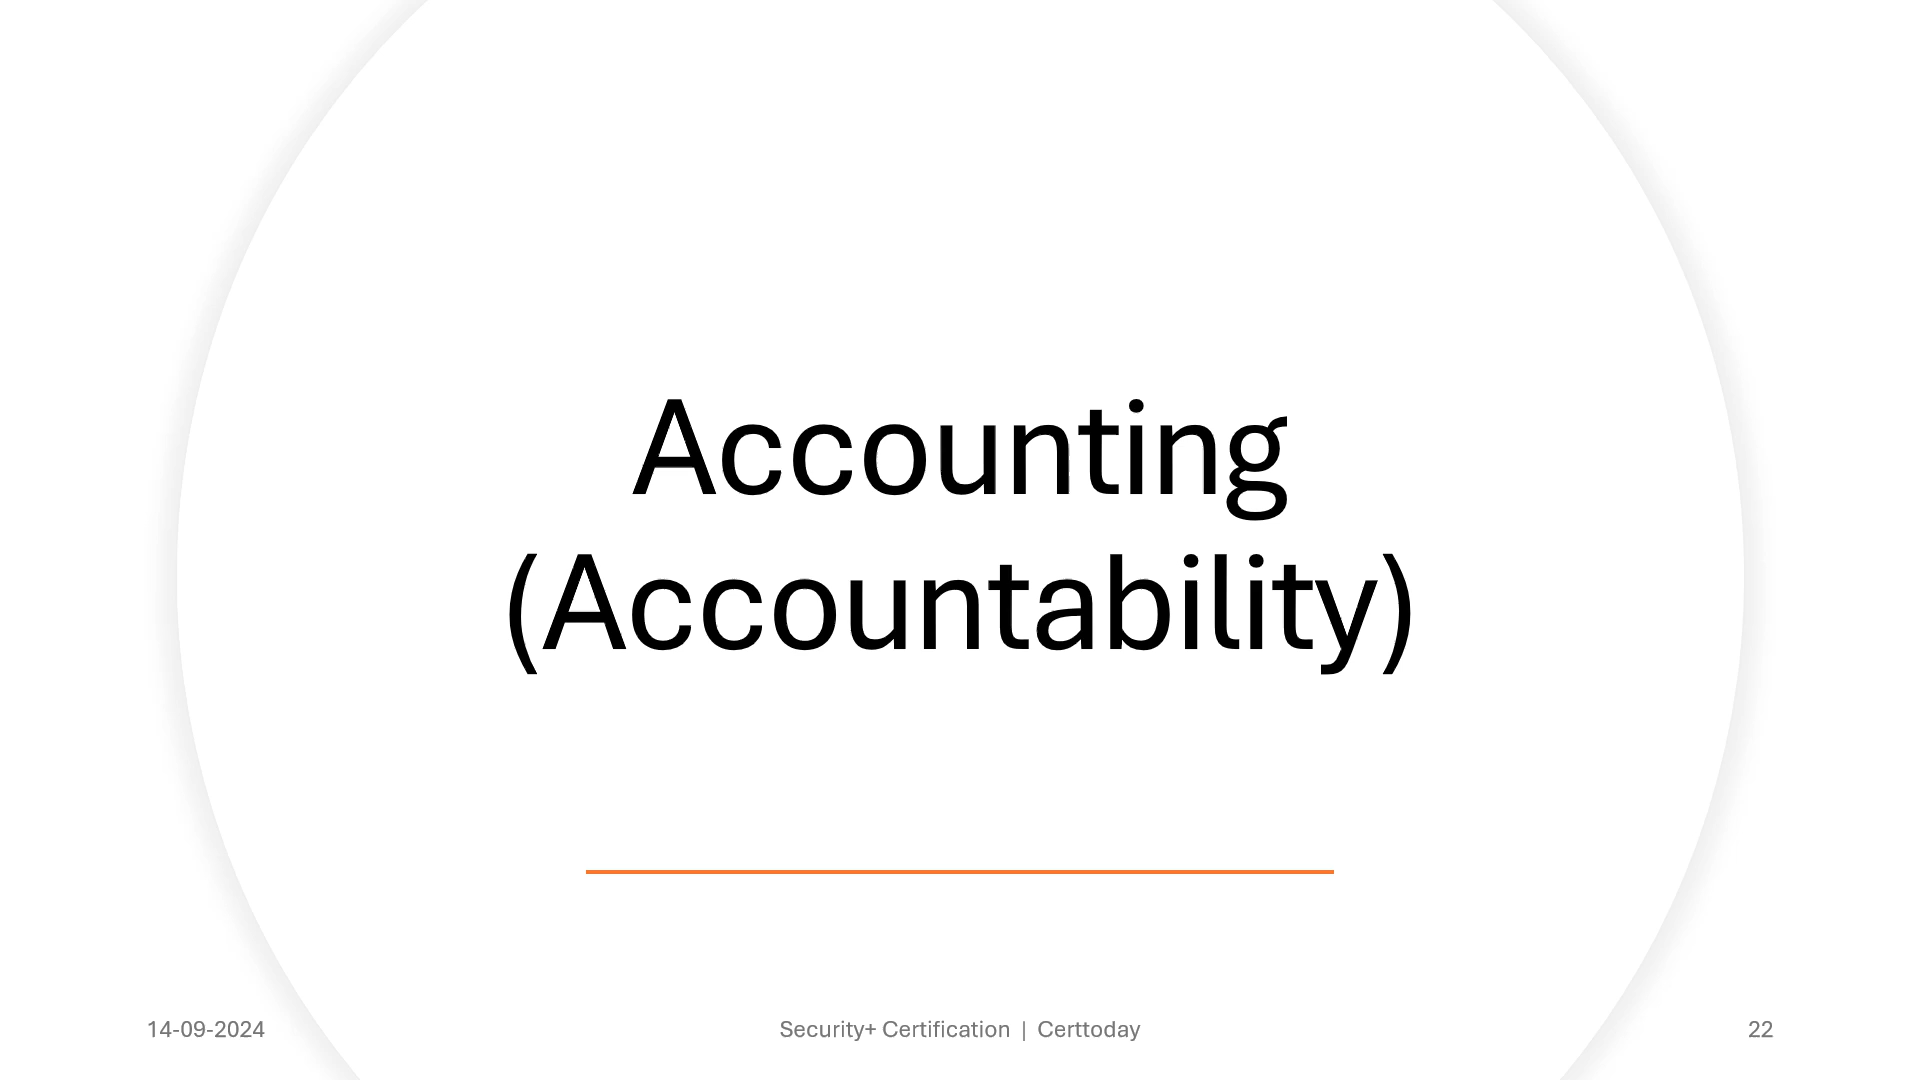 Accounting
(Accountability)
14-09-2024
Security+ Certification | Certtoday
22